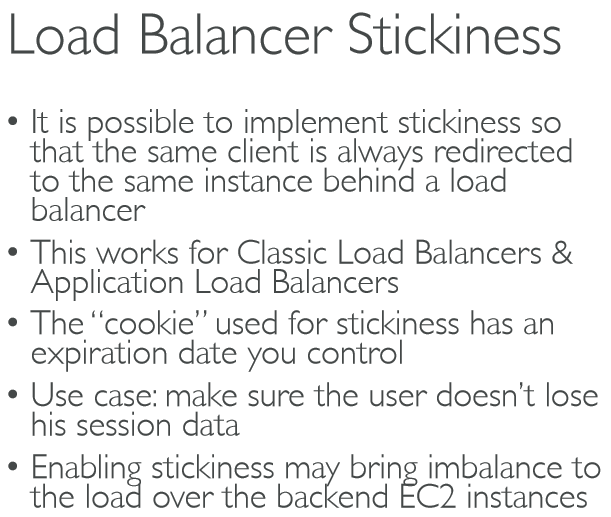 Load Balancer Stickiness
• It is possible to implement stickiness so
that the same client is always redirected
to the same instance behind a load
balancer
• This works for Classic Load Balancers &
Application Load Balancers
• The “cookie” used for stickiness has an
expiration date you control
• Use case: make sure the user doesn’t lose
his session data
• Enabling stickiness may bring imbalance to
the load over the backend EC2 instances